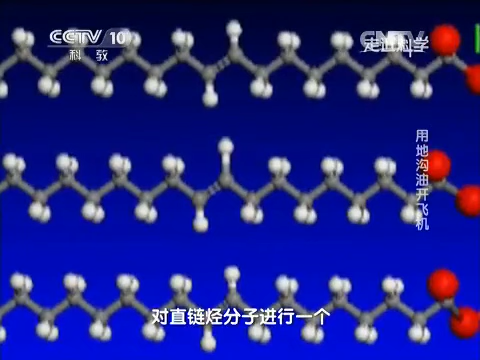 CCTV 10
科教
走近科学
用地沟油开飞机
对直链烃分子进行一个